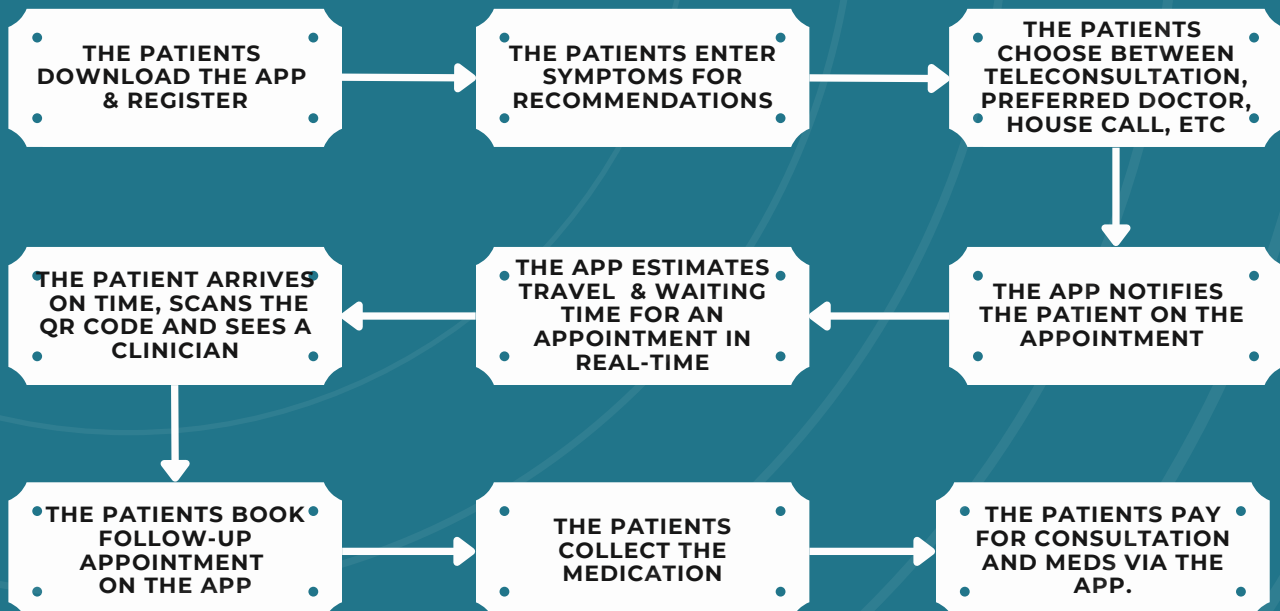 THE PATIENTS
DOWNLOAD THE APP
& REGISTER
THE PATIENTS ENTER
SYMPTOMS FOR
RECOMMENDATIONS
THE PATIENTS
CHOOSE BETWEEN
TELECONSULTATION,
PREFERRED DOCTOR,
HOUSE CALL, ETC
THE APP NOTIFIES
THE PATIENT ON THE
APPOINTMENT
THE APP ESTIMATES
TRAVEL & WAITING
TIME FOR AN
APPOINTMENT IN
REAL-TIME
THE PATIENT ARRIVES
ON TIME, SCANS THE
QR CODE AND SEES A
CLINICIAN
THE PATIENTS BOOK
FOLLOW-UP
APPOINTMENT
ON THE APP
THE PATIENTS
COLLECT THE
MEDICATION
THE PATIENTS PAY
FOR CONSULTATION
AND MEDS VIA THE
APP.